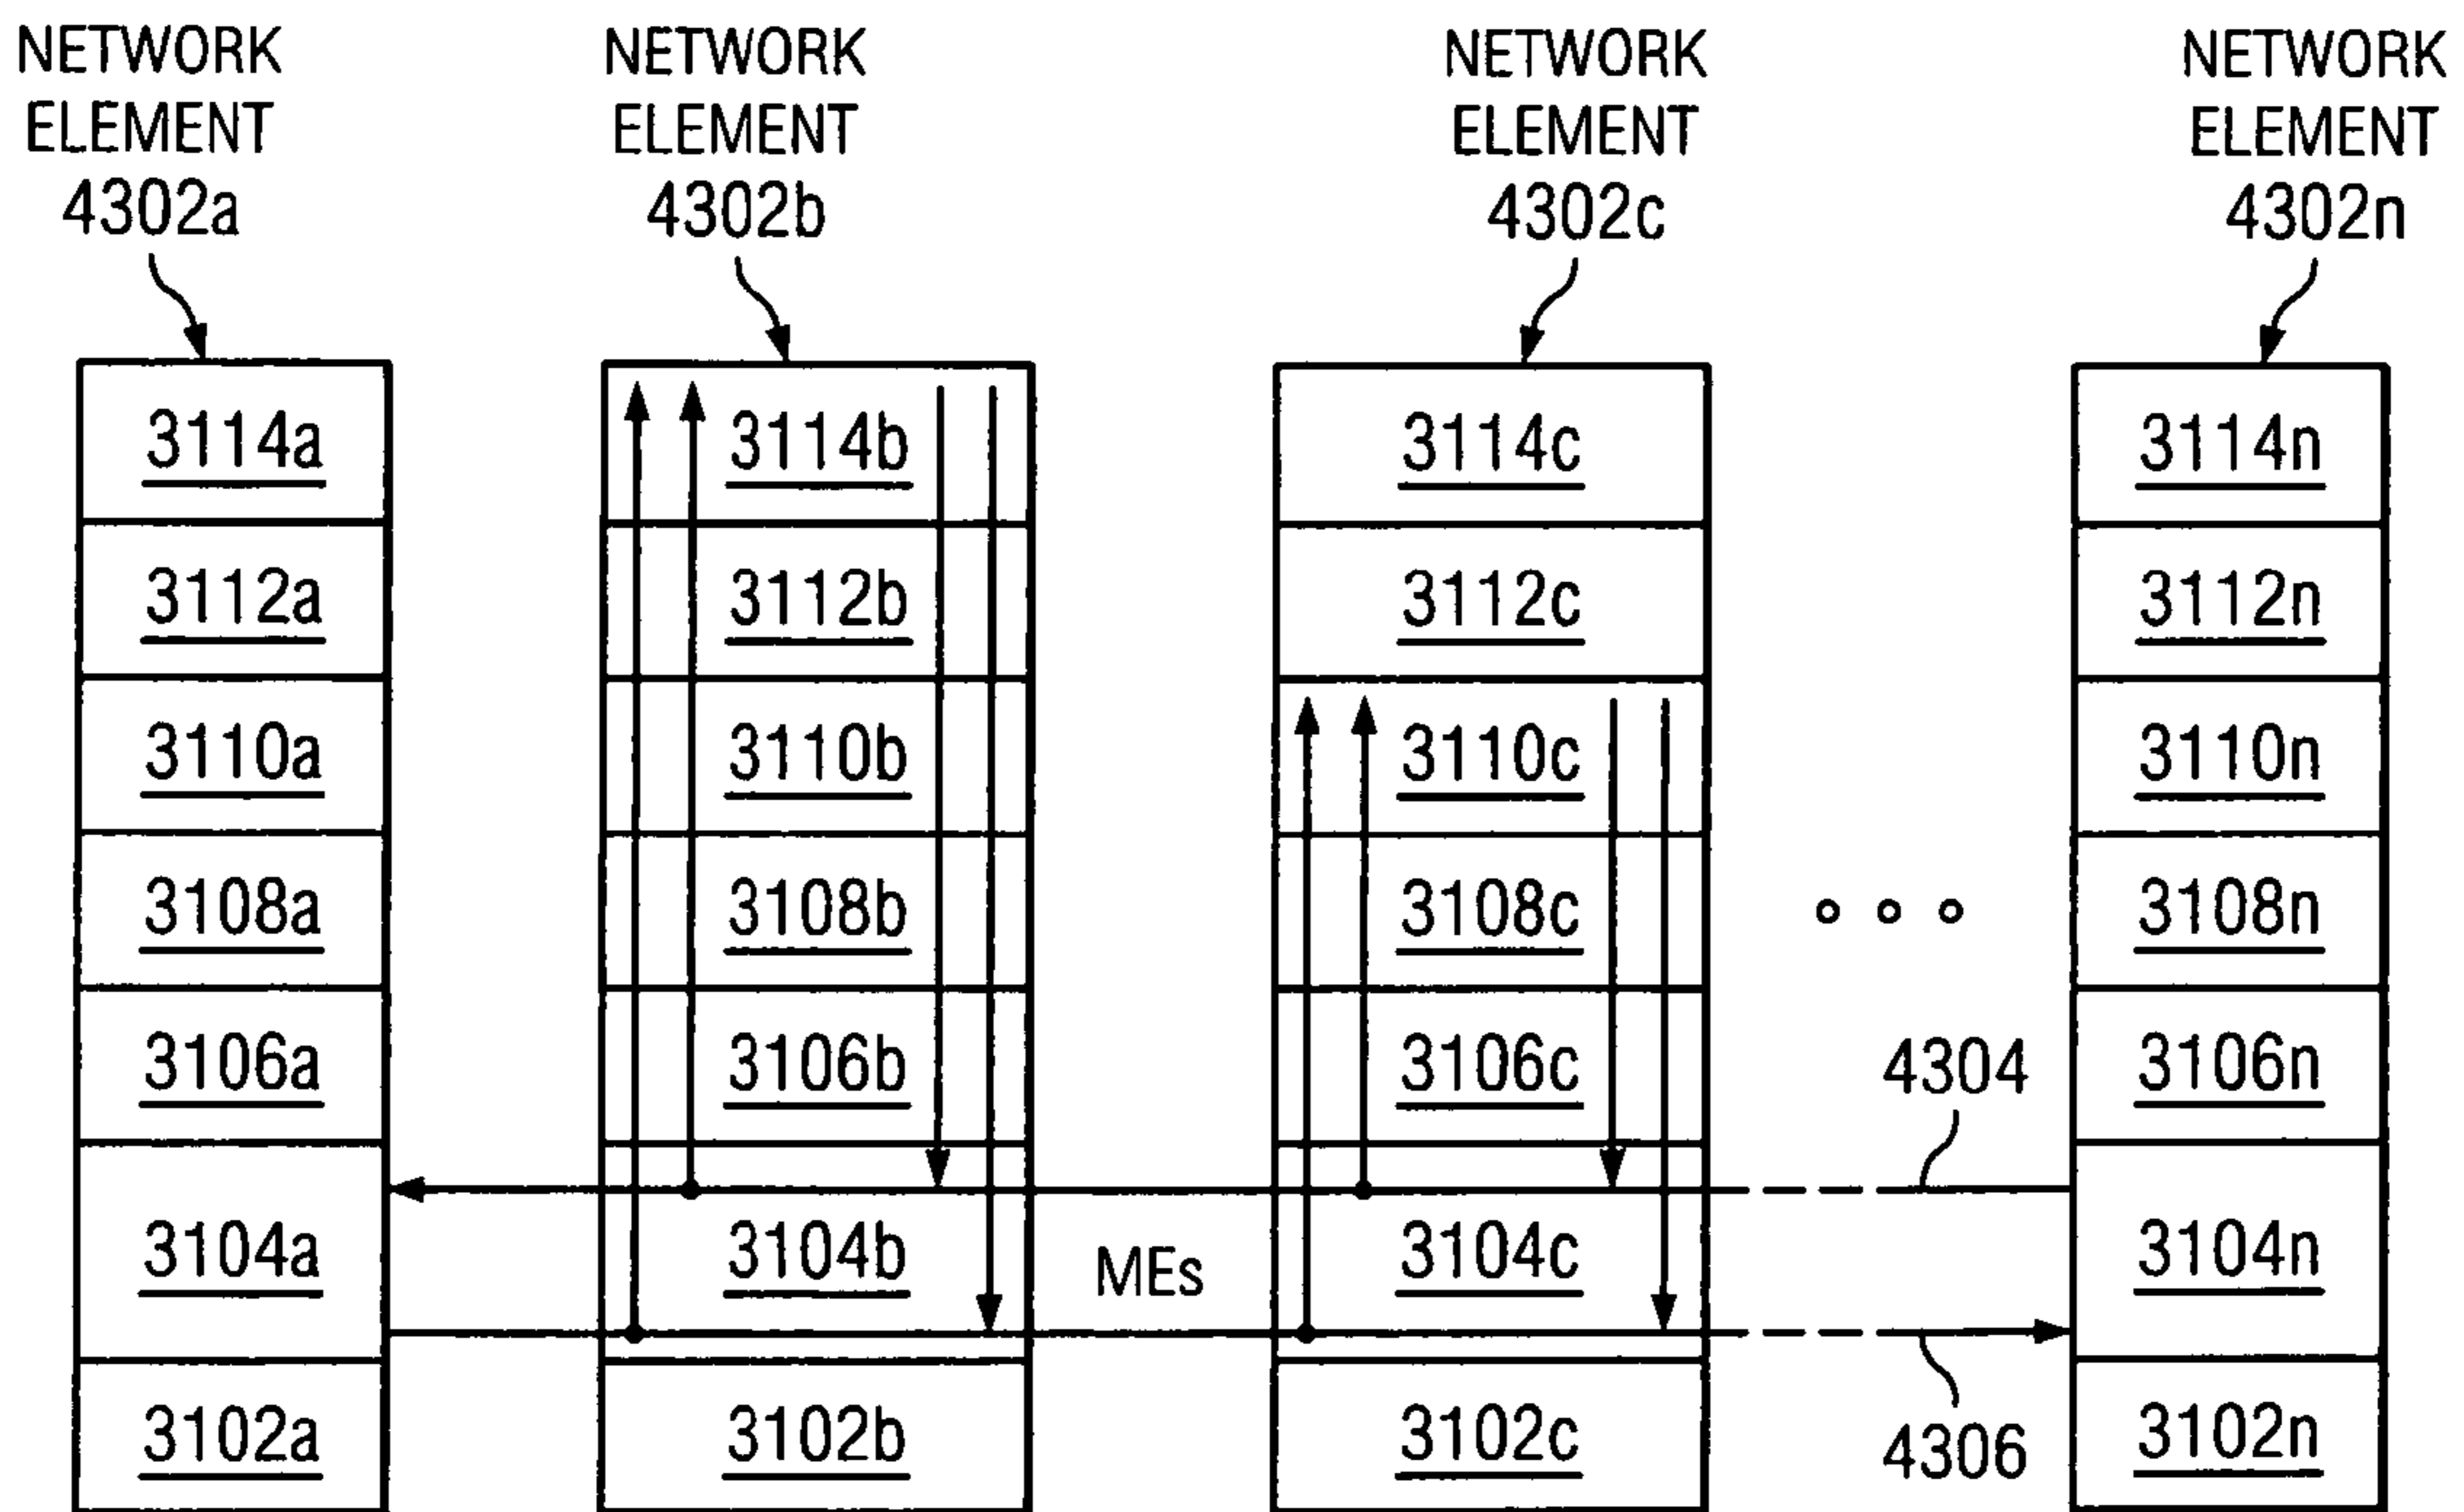 NETWORK
ELEMENT
4302a
NETWORK
ELEMENT
4302b
NETWORK
ELEMENT
4302c
NETWORK
ELEMENT
4302n
3114a
3114b
3114c
3114n
3112a
3112b
3112c
3112n
3110a
3110b
3110c
3110n
3108a
3108b
3108c
3108n
3106a
3106b
3106c
4304
3106n
3104a
3104b
MEs
3104c
3104n
3102a
3102b
3102c
4306
3102n